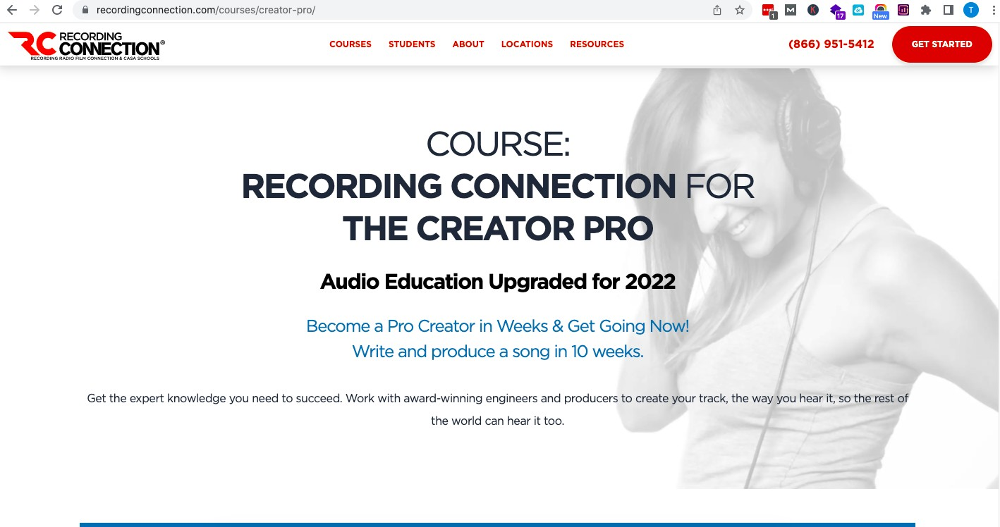 recordingconnection.com/courses/creator-pro/
1
17
New
T
RC RECORDING
CONNECTION®
RECORDING RADIO FILM CONNECTION & CASA SCHOOLS
COURSES STUDENTS ABOUT LOCATIONS RESOURCES
(866) 951-5412
GET STARTED
COURSE:
RECORDING CONNECTION FOR
THE CREATOR PRO
Audio Education Upgraded for 2022
Become a Pro Creator in Weeks & Get Going Now!
Write and produce a song in 10 weeks.
Get the expert knowledge you need to succeed. Work with award-winning engineers and producers to create your track, the way you hear it, so the rest of
the world can hear it too.